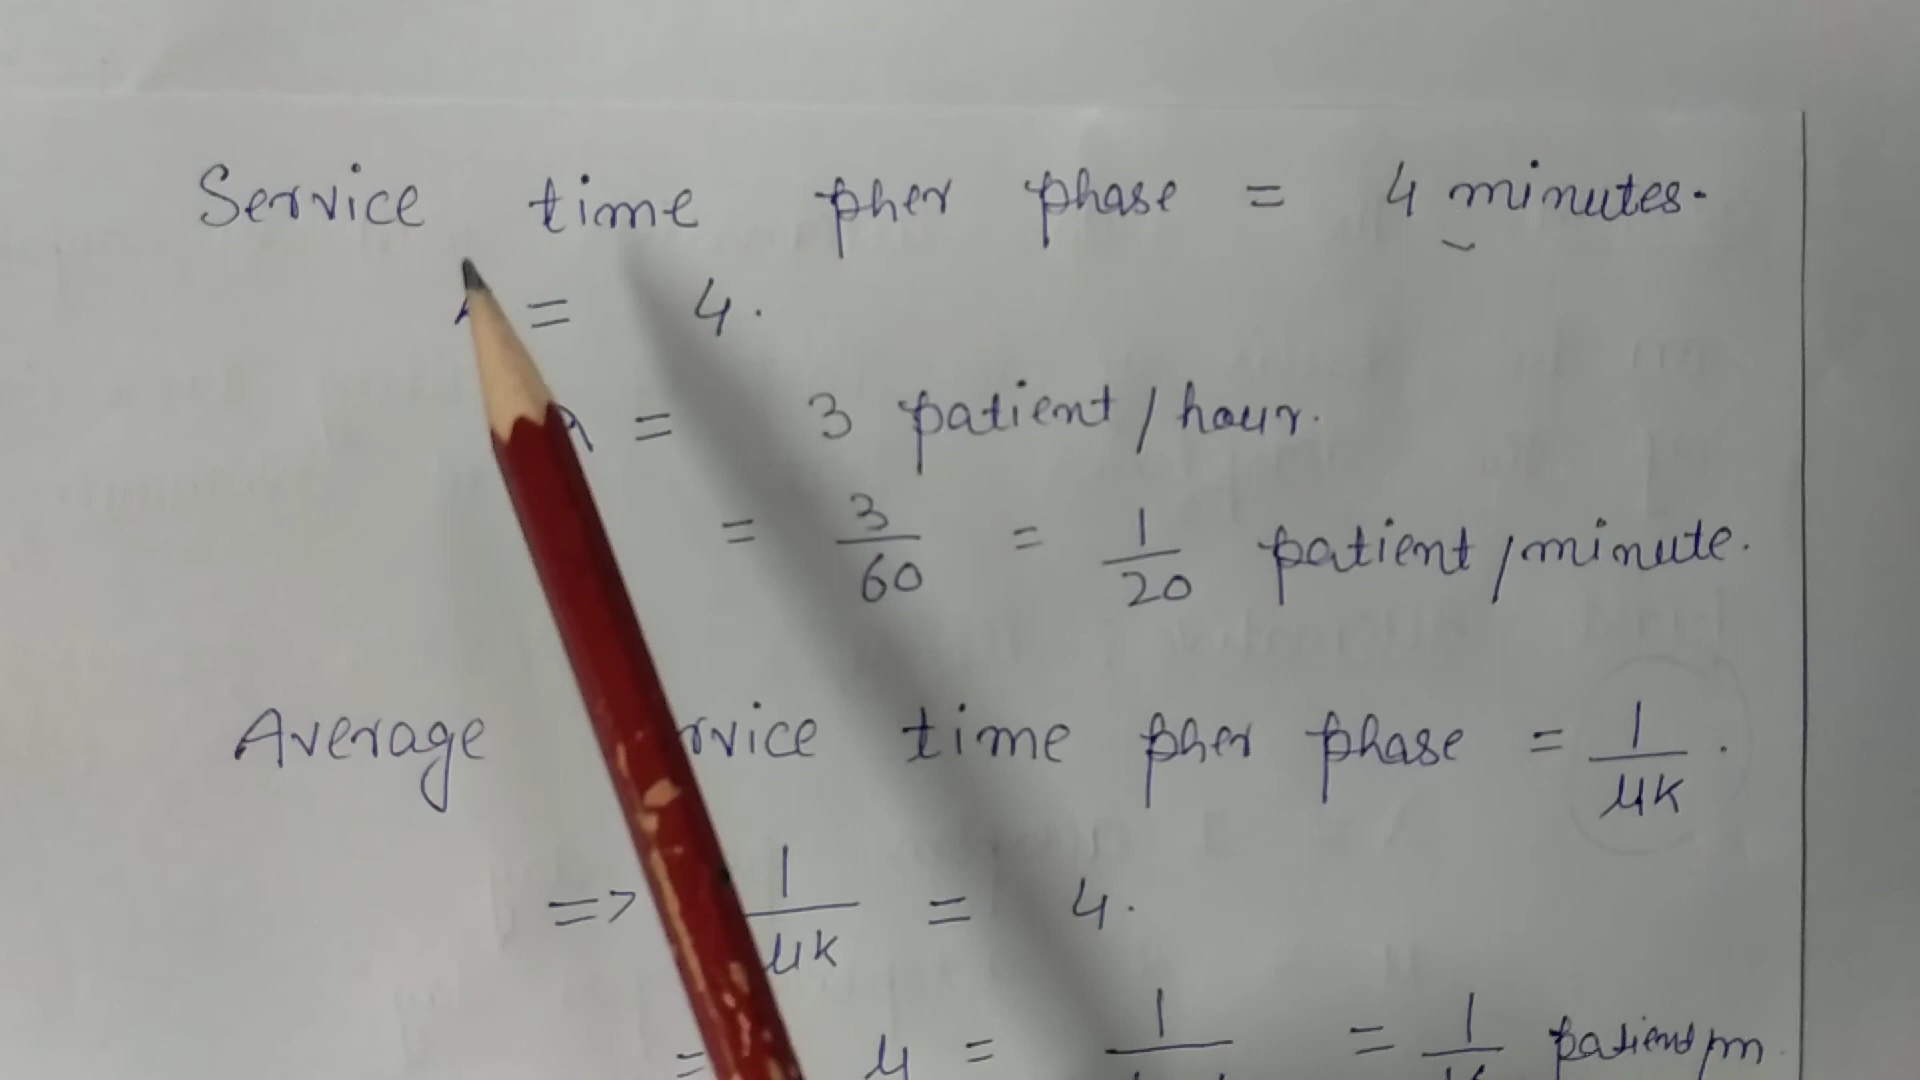 Service time pher phase = 4 minutes.
= 4.
λ = 3 patient/hour.
= 3/60 = 1/20 patient/minute.
Average rvice time pher phase = 1/μK.
=> 1/μK = 4.
= μ = 1 = 1 patient/m